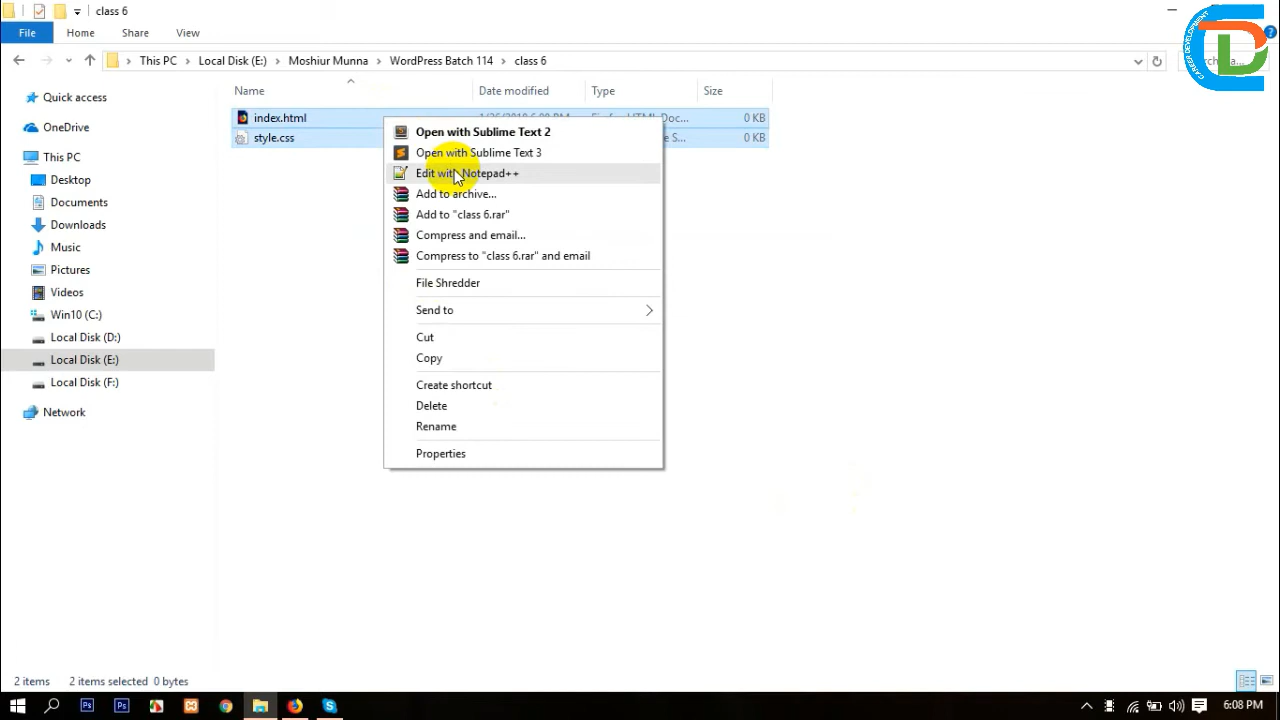 class 6
File Home Share View
This PC Local Disk (E:) Moshiur Munna WordPress Batch 114 class 6
CAREER DEVELOPMENT
Name Date modified Type Size
Quick access
OneDrive
This PC
Desktop
Documents
Downloads
Music
Pictures
Videos
Win10 (C:)
Local Disk (D:)
Local Disk (E:)
Local Disk (F:)
Network
index.html 0 KB
style.css 0 KB
Open with Sublime Text 2
Open with Sublime Text 3
Edit with Notepad++
Add to archive...
Add to "class 6.rar"
Compress and email...
Compress to "class 6.rar" and email
File Shredder
Send to
Cut
Copy
Create shortcut
Delete
Rename
Properties
2 items 2 items selected 0 bytes
6:08 PM